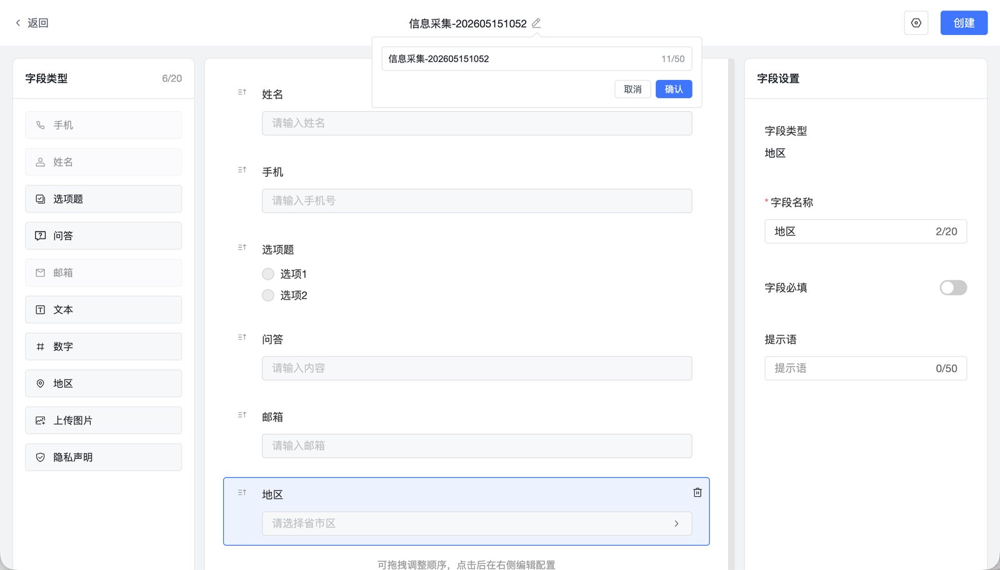 返回
信息采集-202605151052
创建
信息采集-202605151052 11/50
取消 确认
字段类型 6/20
手机
姓名
选项题
问答
邮箱
文本
数字
地区
上传图片
隐私声明
姓名
请输入姓名
手机
请输入手机号
选项题
选项1
选项2
问答
请输入内容
邮箱
请输入邮箱
地区
请选择省市区
可拖拽调整顺序，点击后在右侧编辑配置
字段设置
字段类型
地区
*字段名称
地区 2/20
字段必填
提示语
提示语 0/50